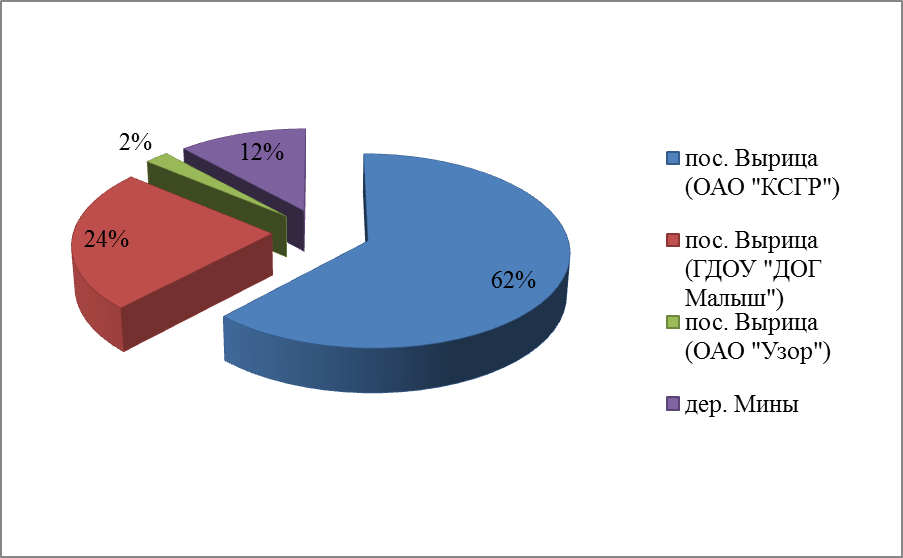 2%
12%
24%
62%
пос. Вырица
(ОАО "КСГР")
пос. Вырица
(ГДОУ "ДОГ
Малыш")
пос. Вырица
(ОАО "Узор")
дер. Мины